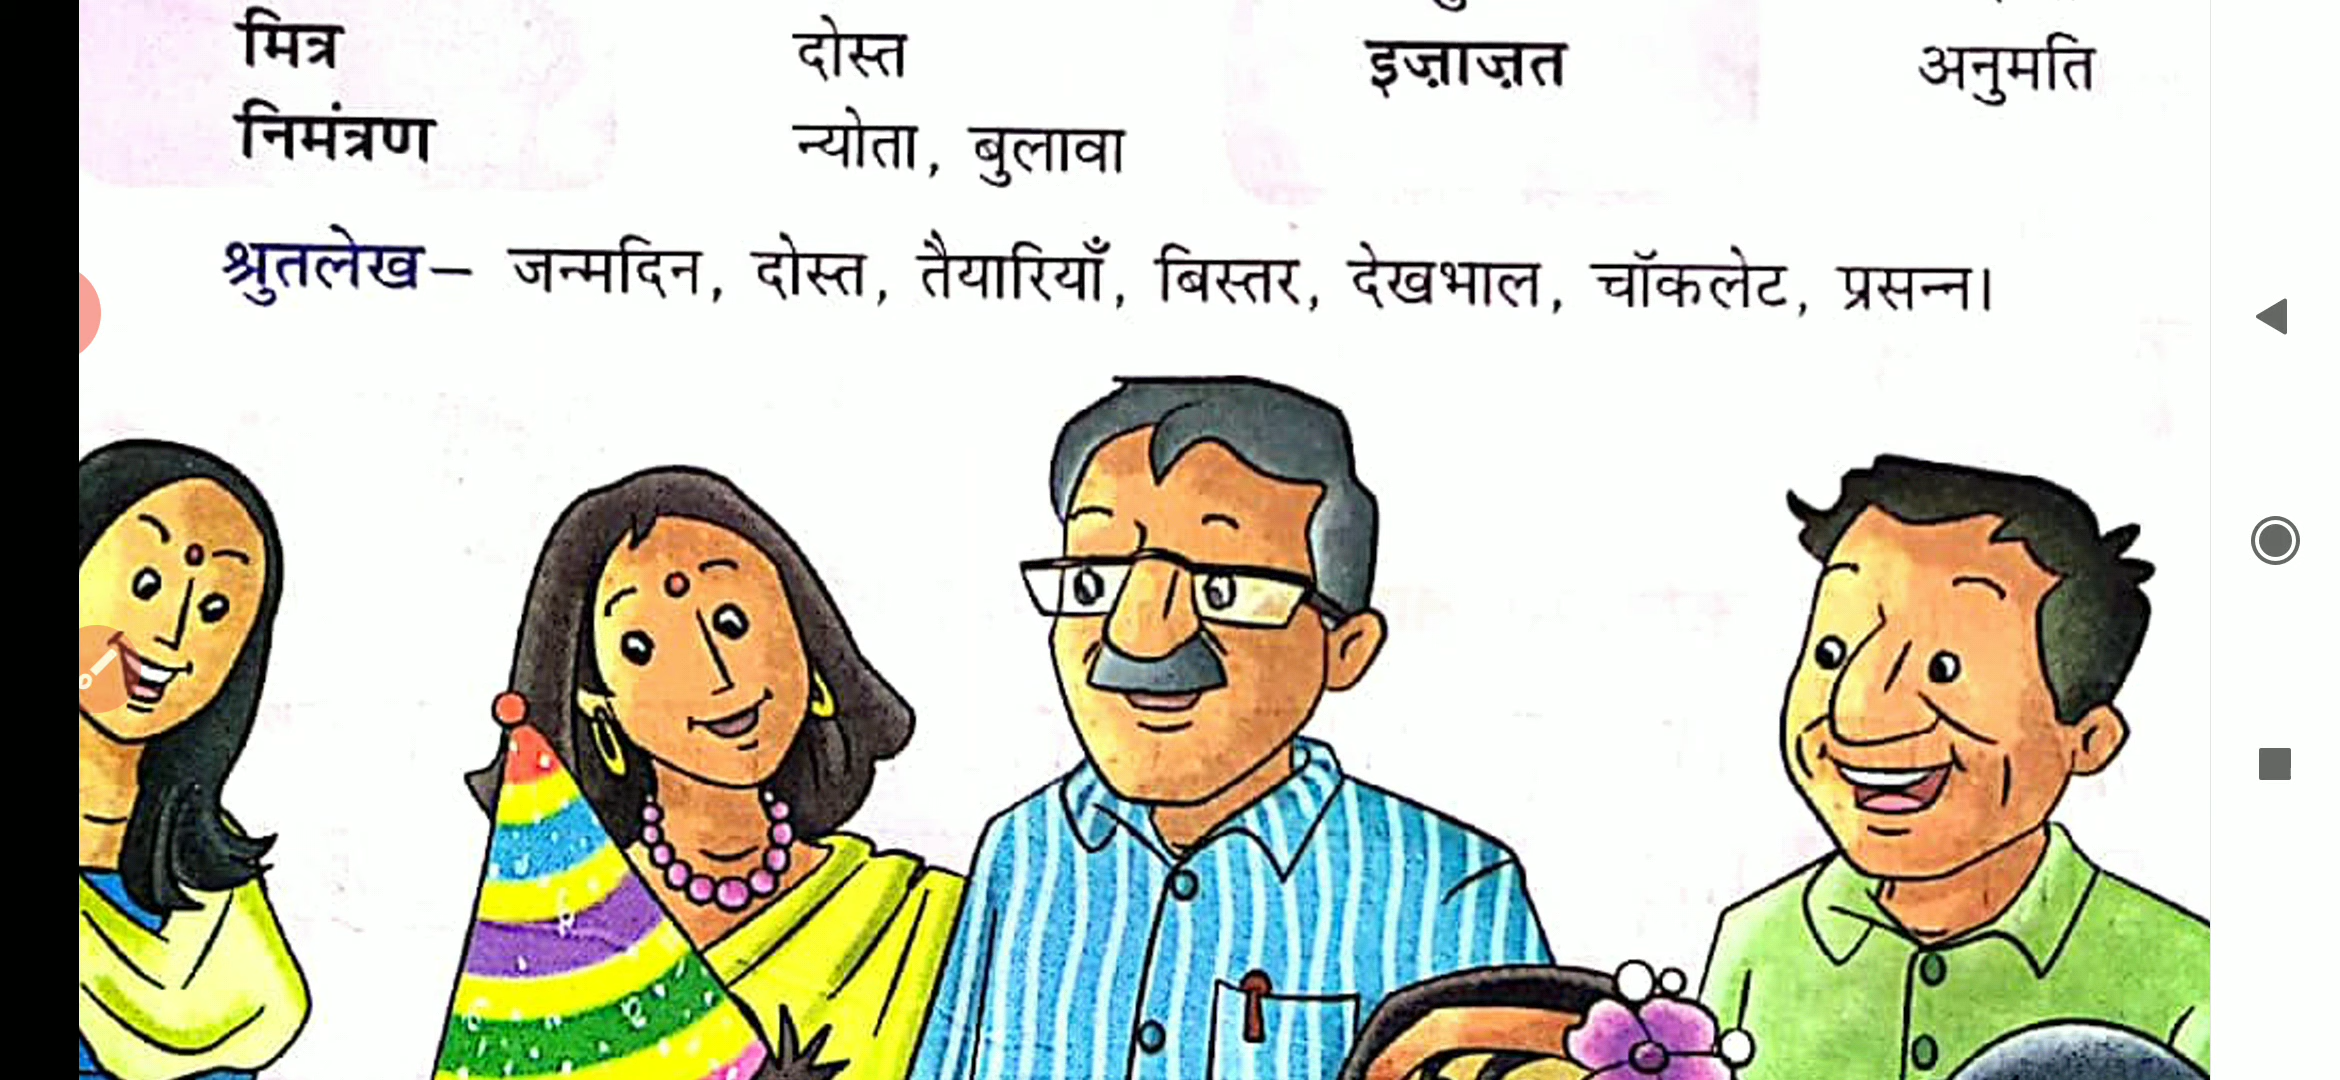 मित्र दोस्त इज़ाज़त अनुमति
निमंत्रण न्योता, बुलावा
श्रुतलेख– जन्मदिन, दोस्त, तैयारियाँ, बिस्तर, देखभाल, चॉकलेट, प्रसन्न।